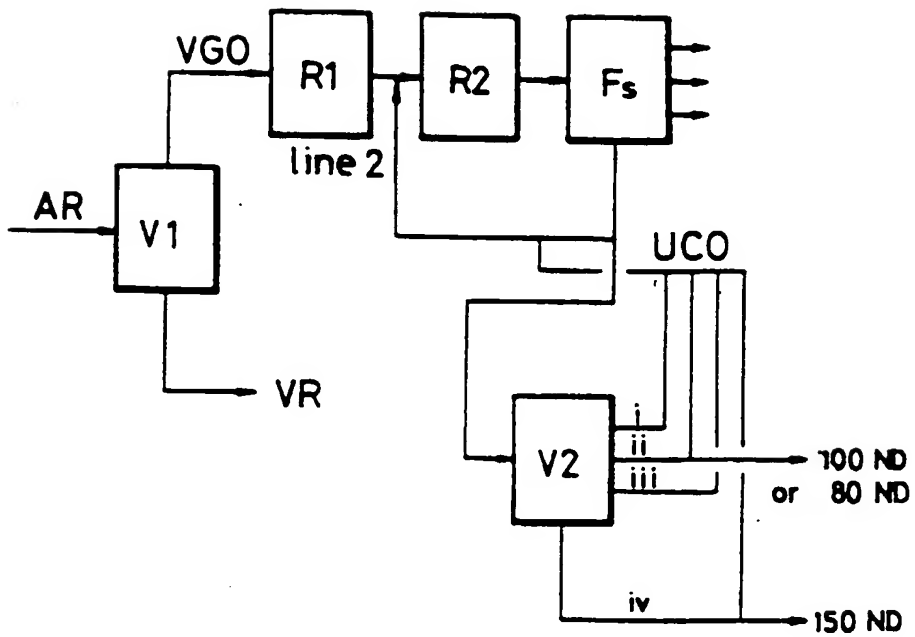 VGO
R1
R2
Fs
line 2
AR
V1
UCO
VR
i
ii
V2
iii
100 ND
or 80 ND
iv
150 ND